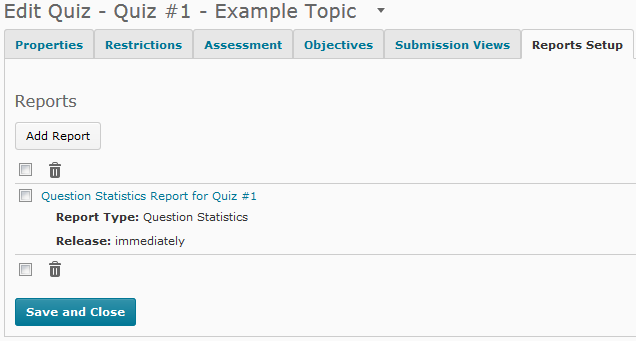 Edit Quiz - Quiz #1 - Example Topic
Properties Restrictions Assessment Objectives Submission Views Reports Setup
Reports
Add Report
Question Statistics Report for Quiz #1
Report Type: Question Statistics
Release: immediately
Save and Close